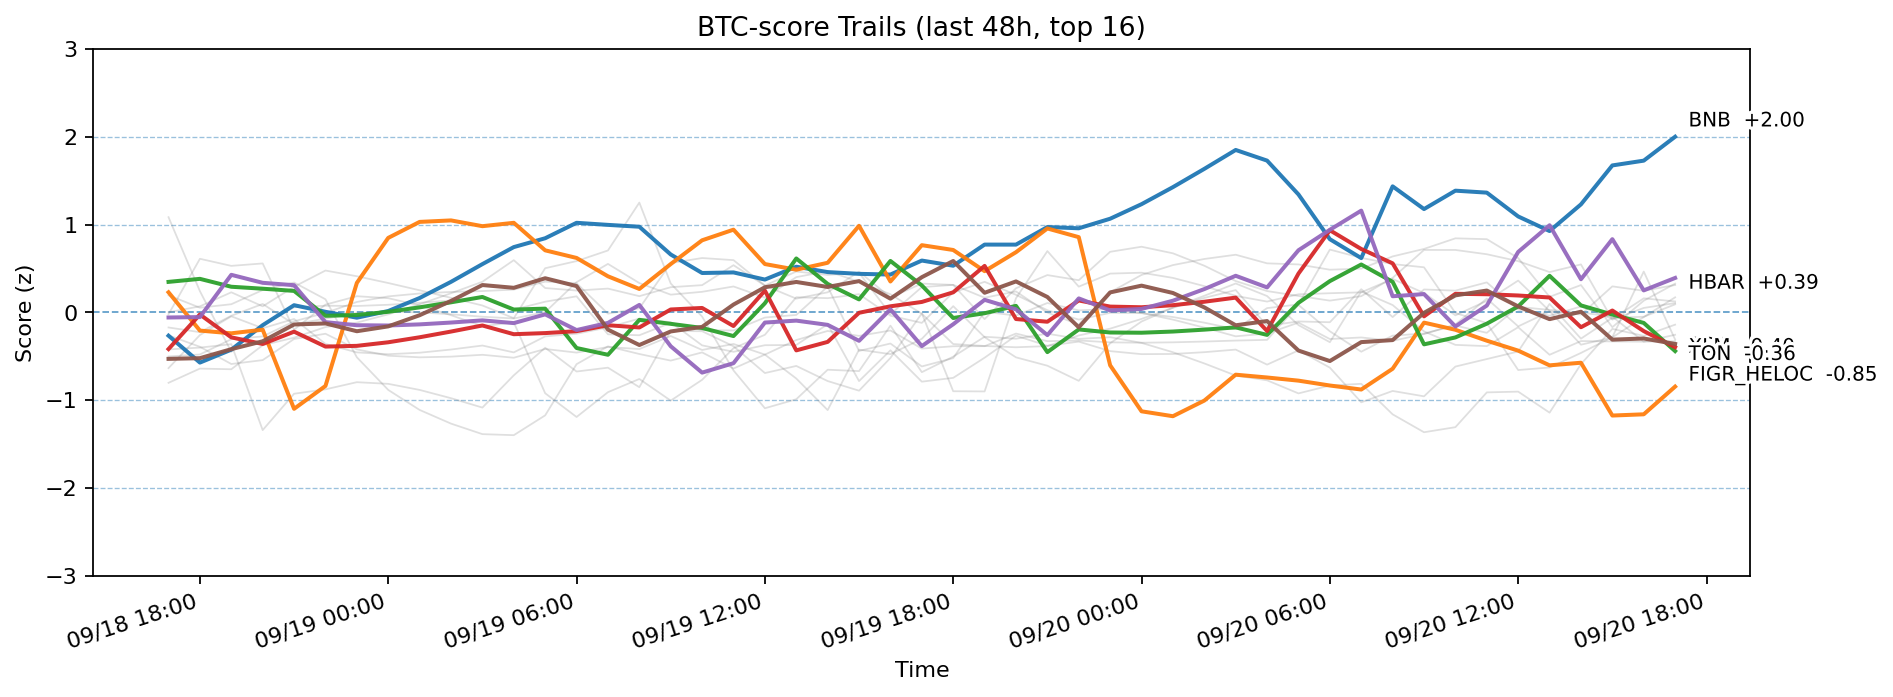 BTC-score Trails (last 48h, top 16)
3
2
1
0
−1
−2
−3
Score (z)
BNB +2.00
HBAR +0.39
TON -0.36
FIGR_HELOC -0.85
09/18 18:00
09/19 00:00
09/19 06:00
09/19 12:00
09/19 18:00
09/20 00:00
09/20 06:00
09/20 12:00
09/20 18:00
Time